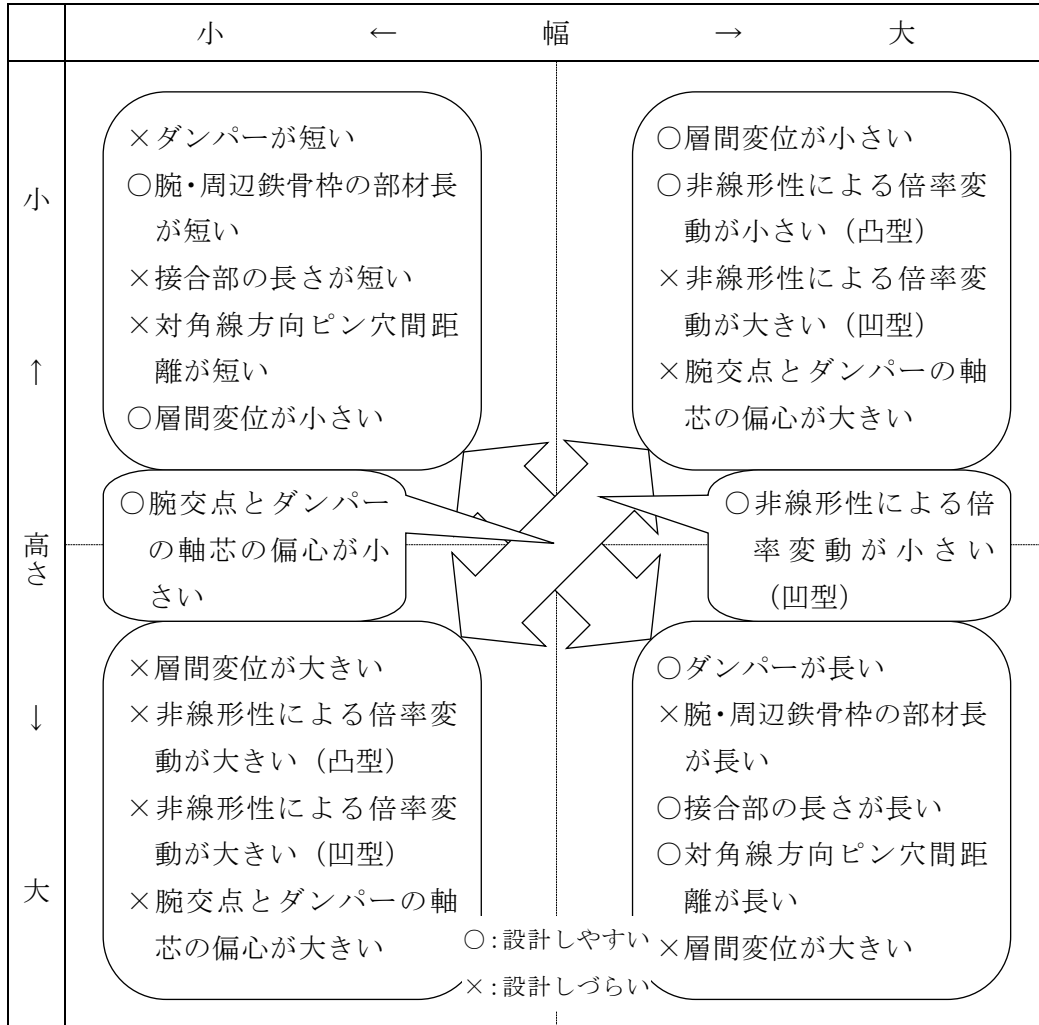 小 ← 幅 → 大
小
↑
高さ
↓
大
×ダンパーが短い
○腕・周辺鉄骨枠の部材長
が短い
×接合部の長さが短い
×対角線方向ピン穴間距
離が短い
○層間変位が小さい
○層間変位が小さい
○非線形性による倍率変
動が小さい（凸型）
×非線形性による倍率変
動が大きい（凹型）
×腕交点とダンパーの軸
芯の偏心が大きい
○腕交点とダンパー
の軸芯の偏心が小
さい
○非線形性による倍
率変動が小さい
（凹型）
×層間変位が大きい
×非線形性による倍率変
動が大きい（凸型）
×非線形性による倍率変
動が大きい（凹型）
×腕交点とダンパーの軸
芯の偏心が大きい
○ダンパーが長い
×腕・周辺鉄骨枠の部材長
が長い
○接合部の長さが長い
○対角線方向ピン穴間距
離が長い
×層間変位が大きい
○:設計しやすい
×:設計しづらい